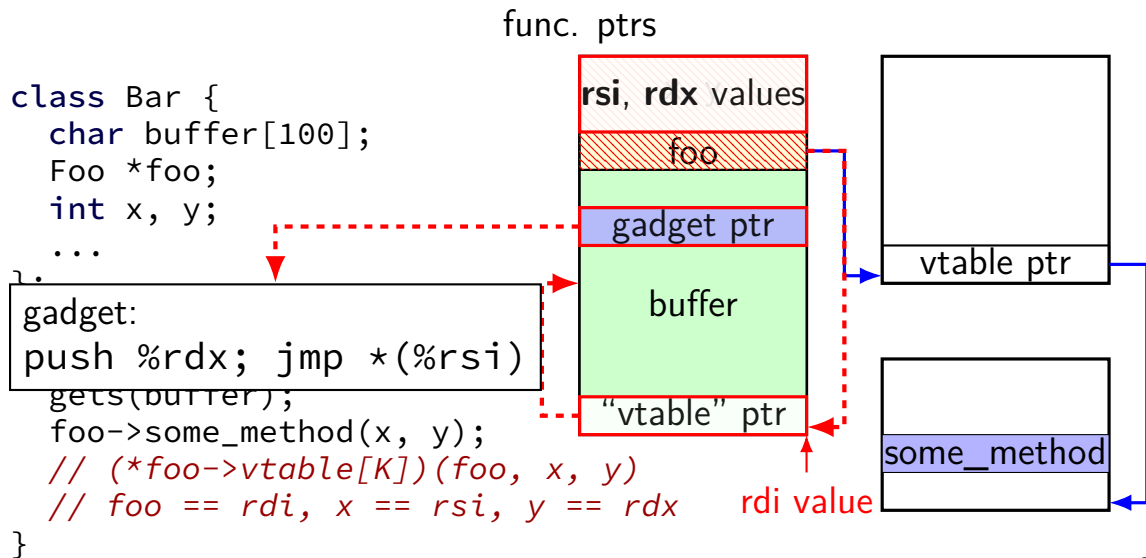 func. ptrs
class Bar {
char buffer[100];
Foo *foo;
int x, y;
...
};
gadget:
push %rdx; jmp *(%rsi)
gets(buffer);
foo->some_method(x, y);
// (*foo->vtable[K])(foo, x, y)
// foo == rdi, x == rsi, y == rdx
}
rsi, rdx values
foo
gadget ptr
buffer
“vtable” ptr
rdi value
vtable ptr
some_method